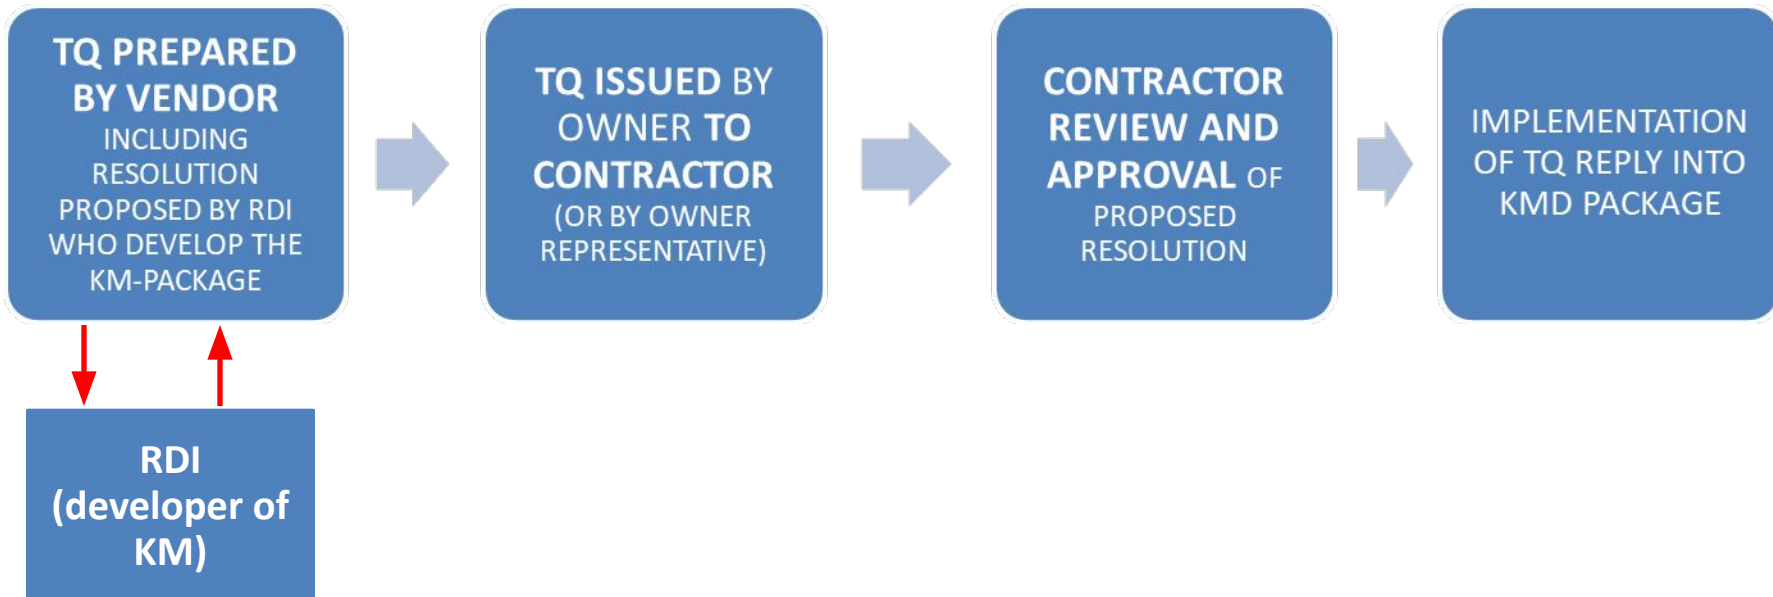 TQ PREPARED
BY VENDOR
INCLUDING
RESOLUTION
PROPOSED BY RDI
WHO DEVELOP THE
KM-PACKAGE
TQ ISSUED BY
OWNER TO
CONTRACTOR
(OR BY OWNER
REPRESENTATIVE)
CONTRACTOR
REVIEW AND
APPROVAL OF
PROPOSED
RESOLUTION
IMPLEMENTATION
OF TQ REPLY INTO
KMD PACKAGE
RDI
(developer of
KM)